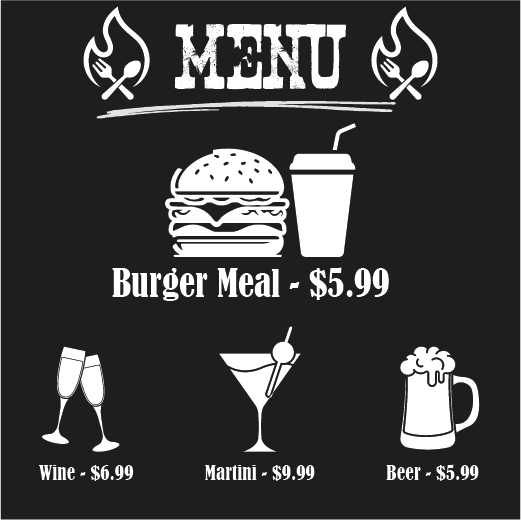 MENU
Burger Meal - $5.99
Wine - $6.99
Martini - $9.99
Beer - $5.99